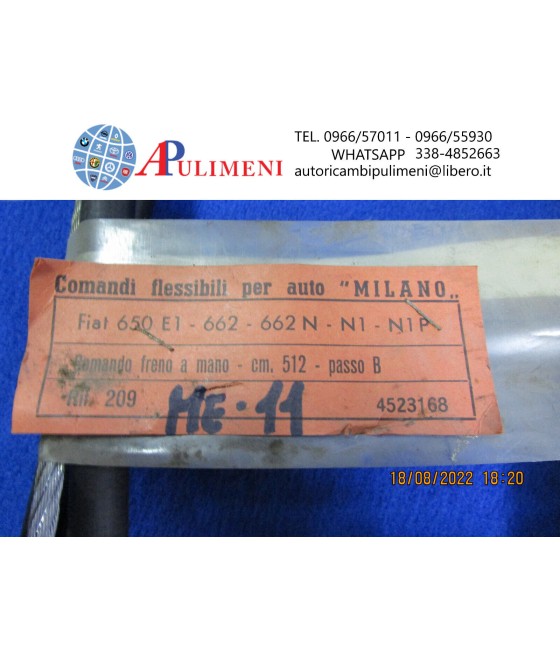 APULIMENI
TEL. 0966/57011 - 0966/55930
WHATSAPP 338-4852663
autoricambipulimeni@libero.it
Comandi flessibili per auto "MILANO„
Fiat 650 E1 - 662 - 662 N - N1 - N1P
Comando freno a mano - cm. 512 - passo B
Rif. 209
ME-11
4523168
18/08/2022 18:20